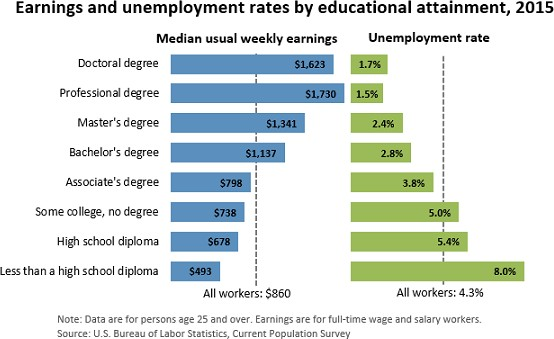 Earnings and unemployment rates by educational attainment, 2015
Median usual weekly earnings Unemployment rate
Doctoral degree $1,623 1.7%
Professional degree $1,730 1.5%
Master's degree $1,341 2.4%
Bachelor's degree $1,137 2.8%
Associate's degree $798 3.8%
Some college, no degree $738 5.0%
High school diploma $678 5.4%
Less than a high school diploma $493 8.0%
All workers: $860 All workers: 4.3%
Note: Data are for persons age 25 and over. Earnings are for full-time wage and salary workers.
Source: U.S. Bureau of Labor Statistics, Current Population Survey